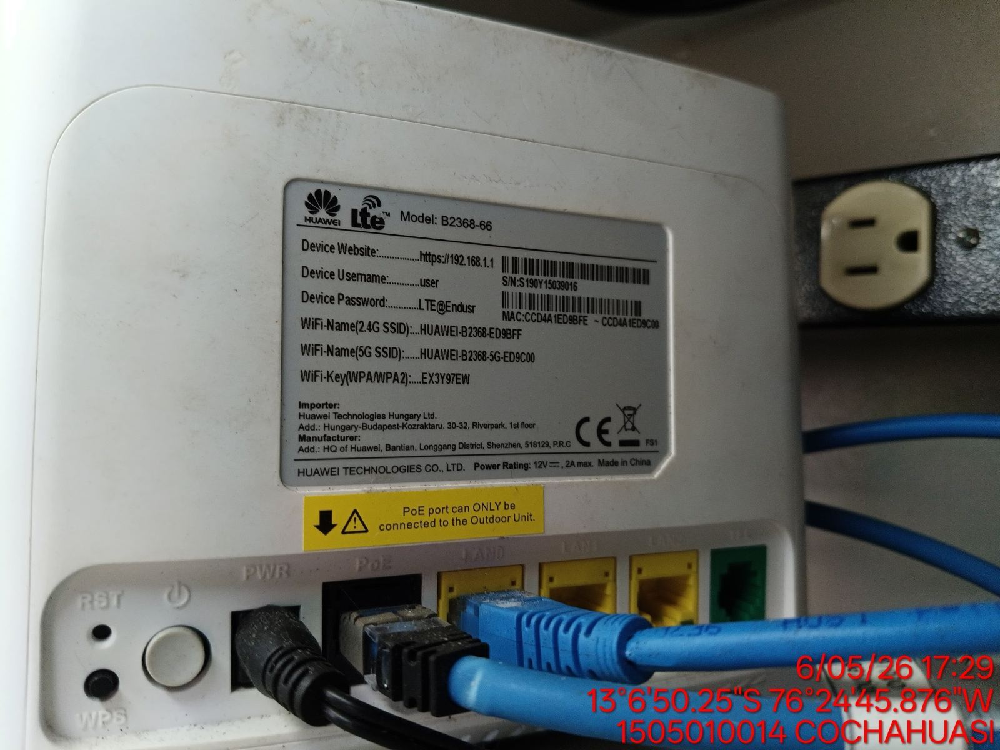 HUAWEI
Lte™ Model: B2368-66
Device Website:................https://192.168.1.1
S/N:S190Y15039016
Device Username:............user
Device Password:............LTE@Endusr
MAC:CCD4A1ED9BFE ~ CCD4A1ED9C00
WiFi-Name(2.4G SSID):...HUAWEI-B2368-ED9BFF
WiFi-Name(5G SSID):......HUAWEI-B2368-5G-ED9C00
WiFi-Key(WPA/WPA2):....EX3Y97EW
Importer:
Huawei Technologies Hungary Ltd.
Add.: Hungary-Budapest-Kozraktaru. 30-32, Riverpark, 1st floor
Manufacturer:
Add.: HQ of Huawei, Bantian, Longgang District, Shenzhen, 518129, P.R.C
CE
FS1
HUAWEI TECHNOLOGIES CO., LTD. Power Rating: 12V⎓, 2A max. Made in China
PoE port can ONLY be
connected to the Outdoor Unit.
RST
PWR
PoE
LAN0
LAN1
WPS
6/05/26 17:29
13°6'50.25"S 76°24'45.876"W
1505010014 COCHAHUASI